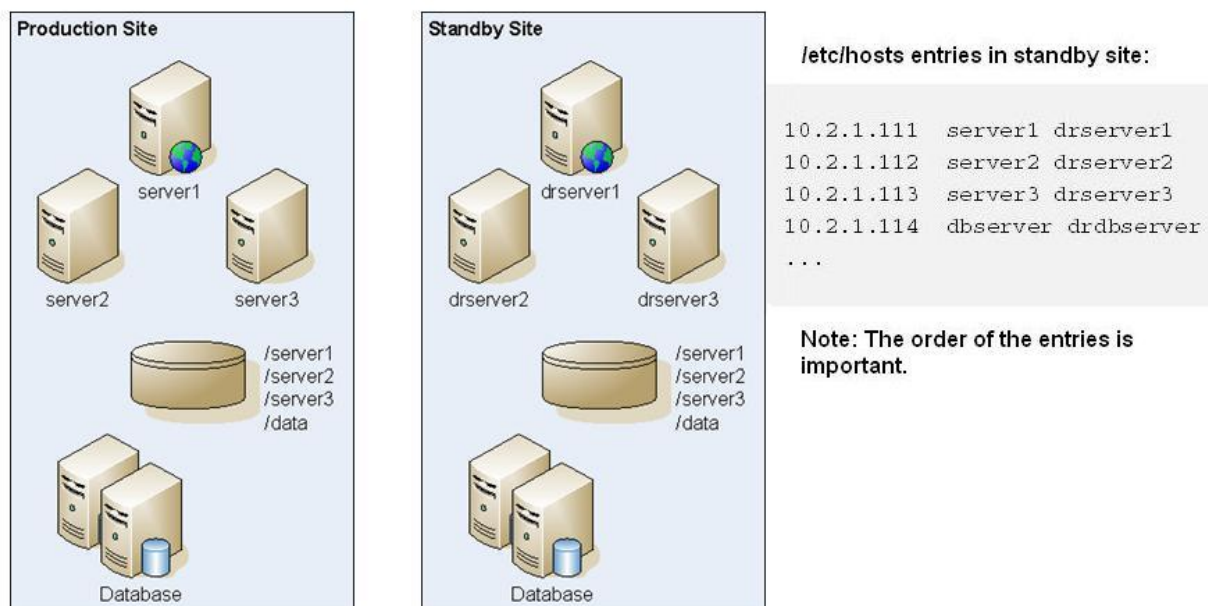 Production Site
server1
server2
server3
/server1
/server2
/server3
/data
Database
Standby Site
drserver1
drserver2
drserver3
/server1
/server2
/server3
/data
Database
/etc/hosts entries in standby site:
10.2.1.111 server1 drserver1
10.2.1.112 server2 drserver2
10.2.1.113 server3 drserver3
10.2.1.114 dbserver drdbserver
...
Note: The order of the entries is
important.